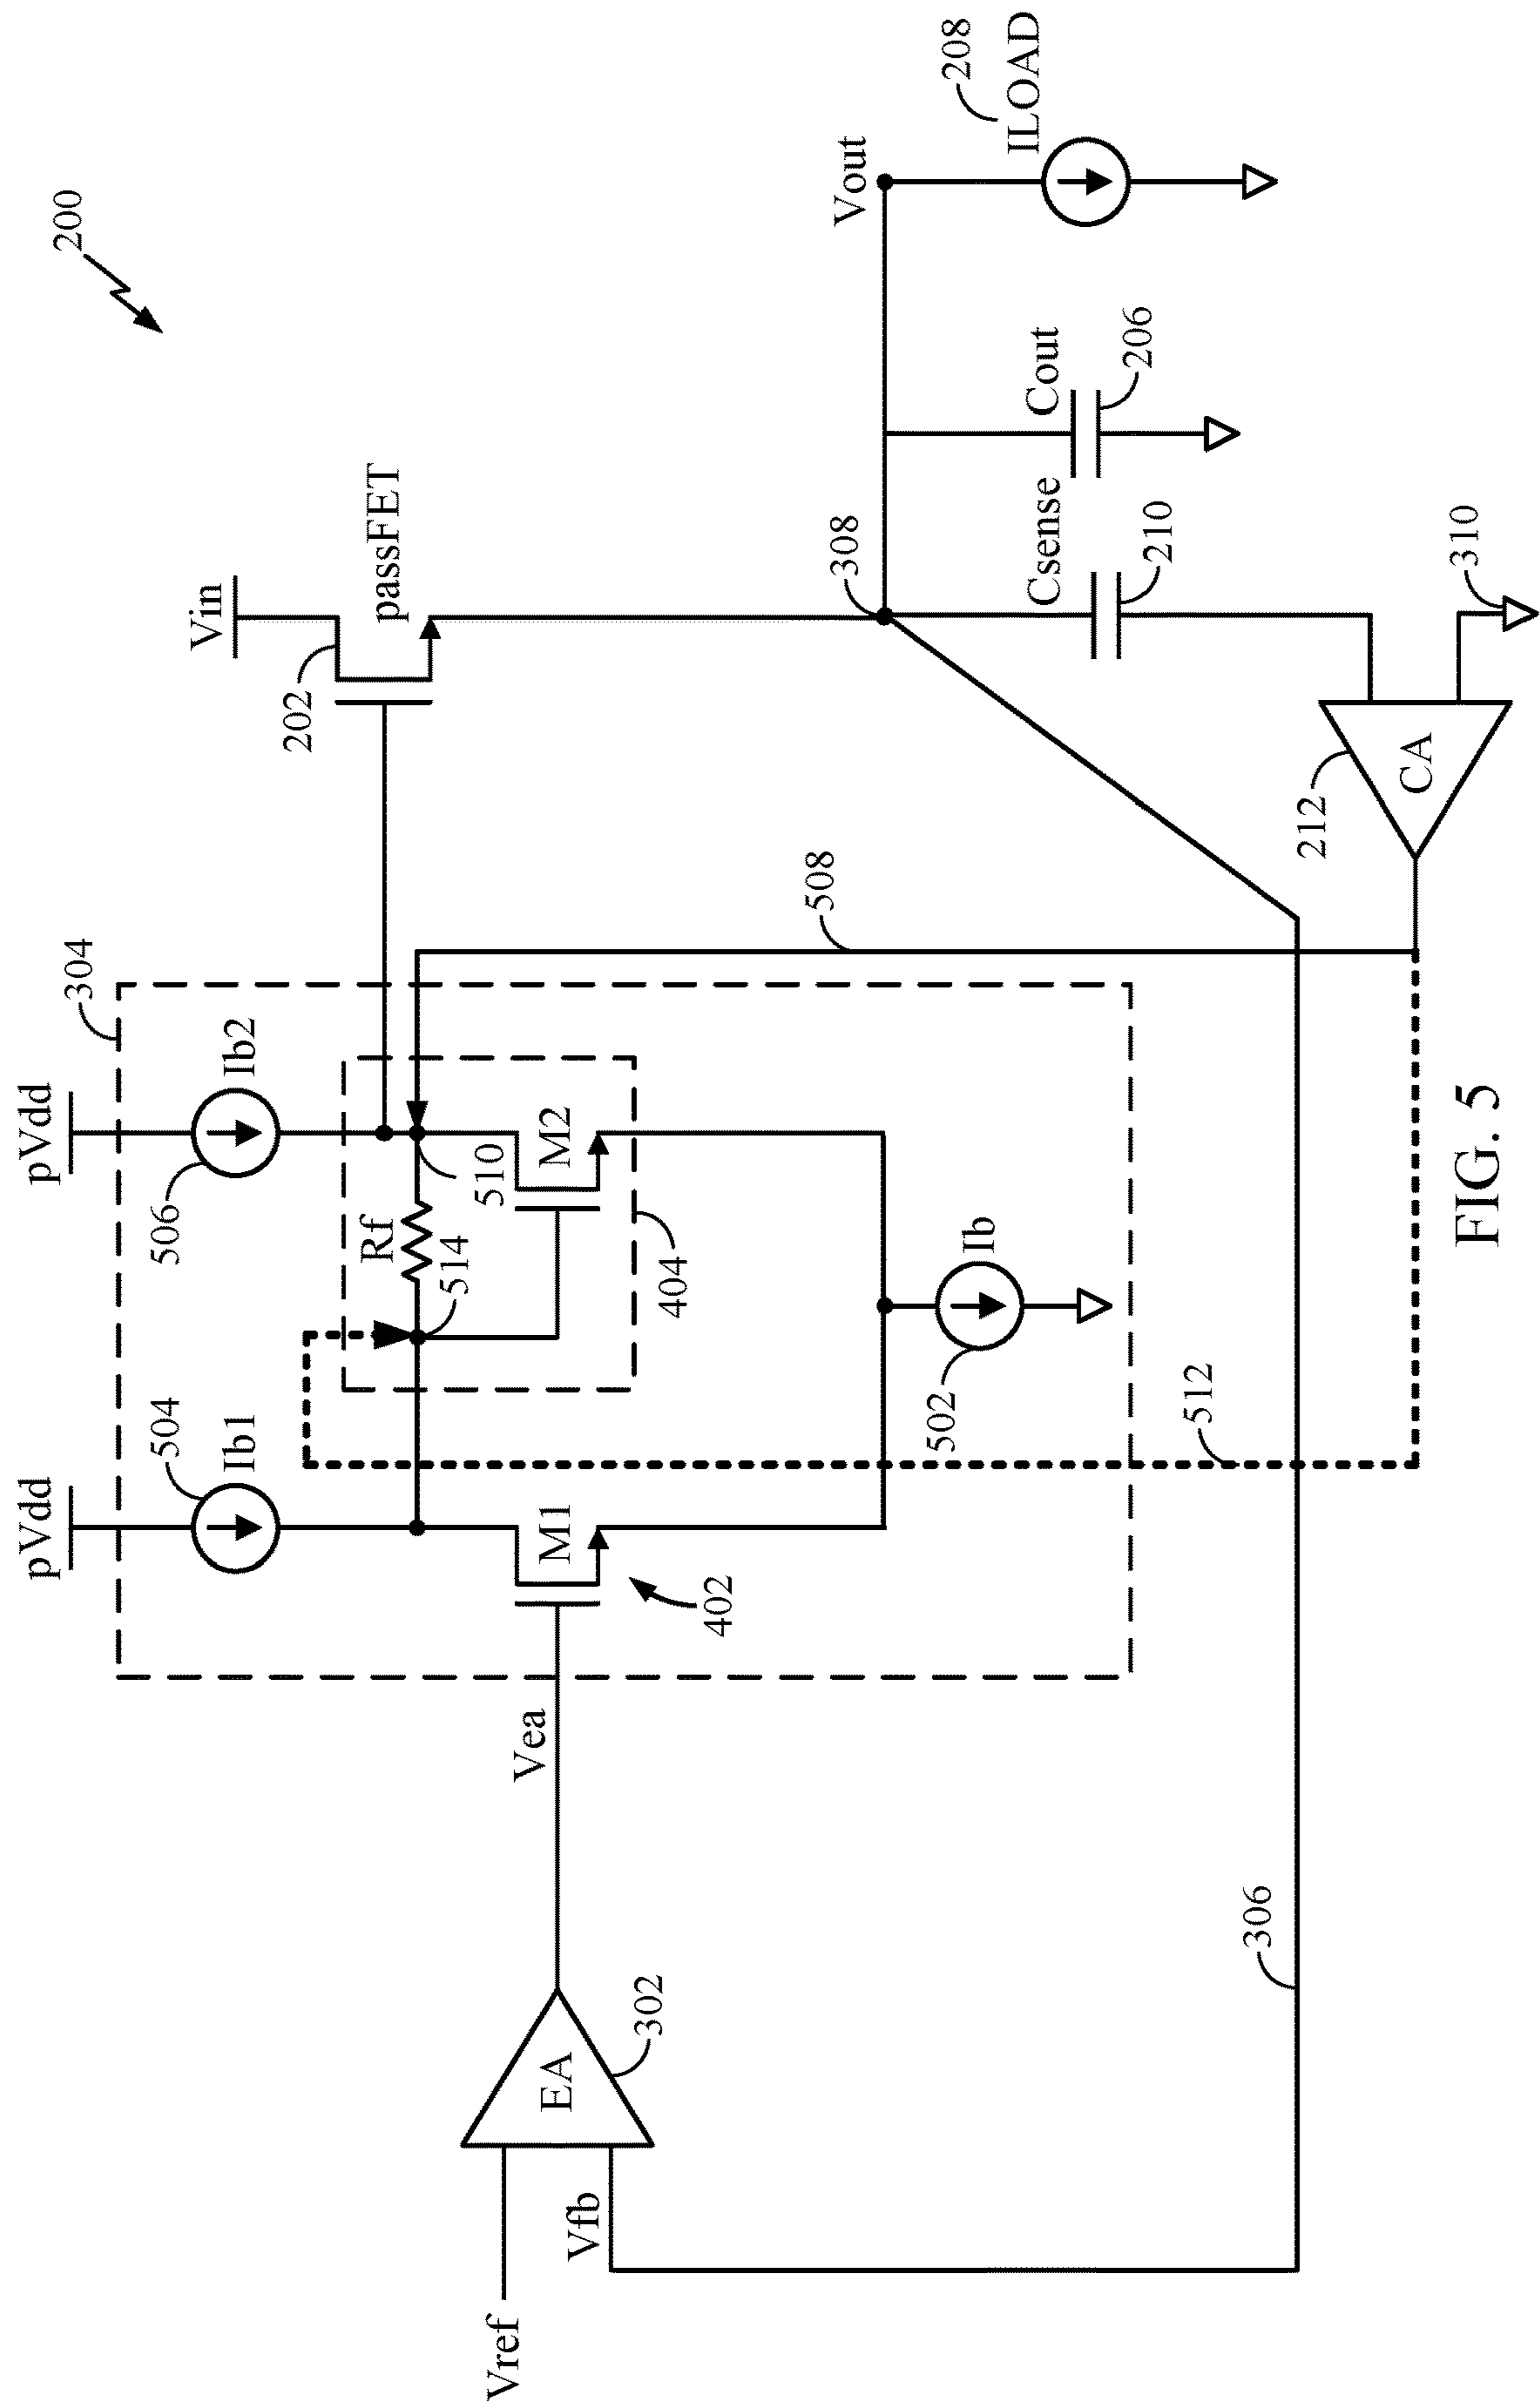 200
304
pVdd
pVdd
504
Ib1
506
Ib2
Vin
202
passFET
Rf
514
510
508
Vref
Vfb
EA
302
Vea
M1
402
M2
404
308
Vout
208
ILOAD
502
Ib
Csense
210
Cout
206
306
512
212
CA
310
FIG. 5